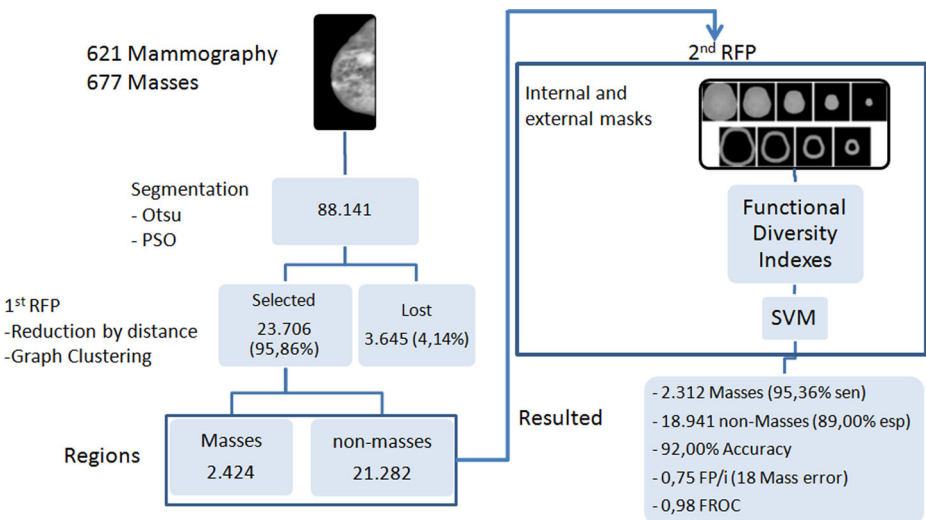 621 Mammography
677 Masses
Segmentation
- Otsu
- PSO
88.141
1st RFP
-Reduction by distance
-Graph Clustering
Selected
23.706
(95,86%)
Lost
3.645 (4,14%)
Regions
Masses
2.424
non-masses
21.282
2nd RFP
Internal and
external masks
Functional
Diversity
Indexes
SVM
Resulted
- 2.312 Masses (95,36% sen)
- 18.941 non-Masses (89,00% esp)
- 92,00% Accuracy
- 0,75 FP/i (18 Mass error)
- 0,98 FROC